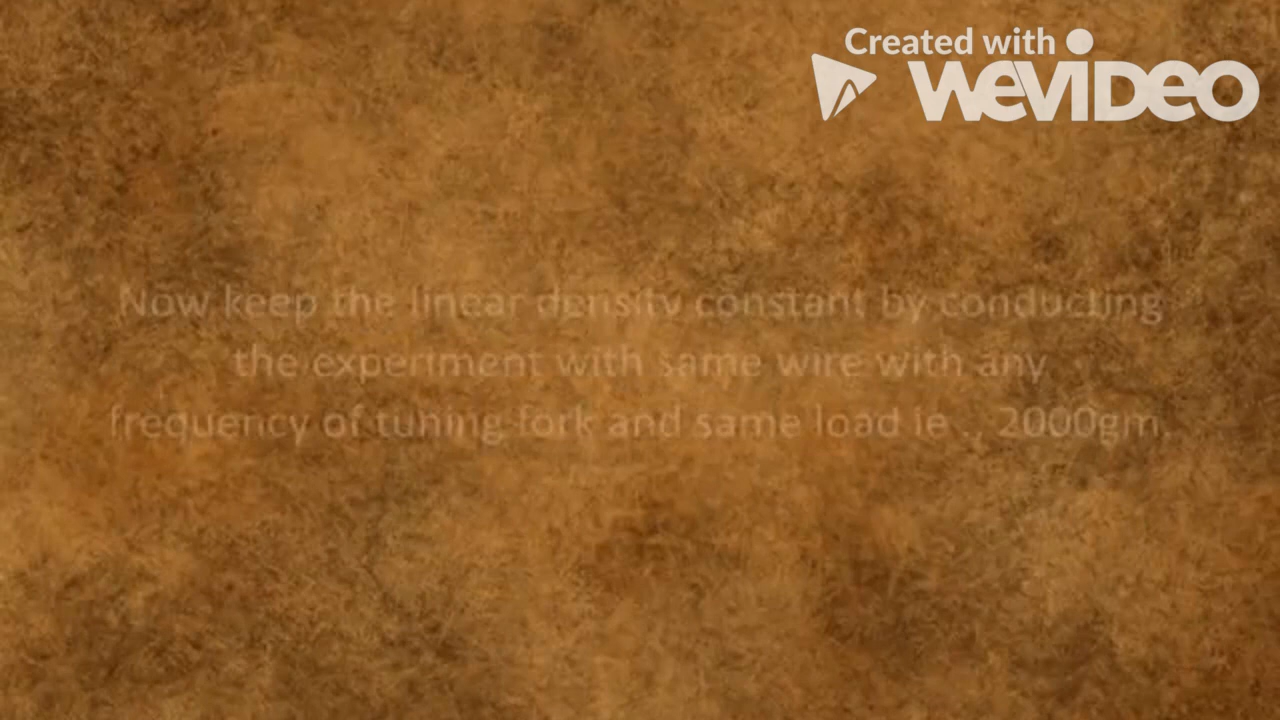 Created with
WEVIDEO
Now keep the linear density constant by conducting
the experiment with same wire with any
frequency of tuning fork and same load ie ., 2000gm.